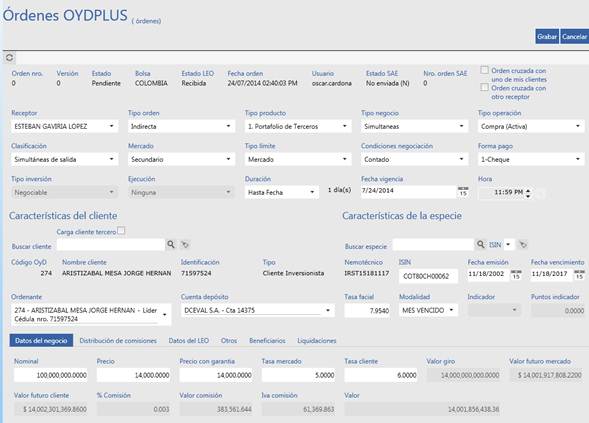 Órdenes OYDPLUS ( órdenes)
Grabar Cancelar
Orden nro. Versión Estado Bolsa Estado LEO Fecha orden Usuario Estado SAE Nro. orden SAE Orden cruzada con uno de mis clientes
0 0 Pendiente COLOMBIA Recibida 24/07/2014 02:40:03 PM oscar.cardona No enviada (N) 0 Orden cruzada con otro receptor
Receptor Tipo orden Tipo producto Tipo negocio Tipo operación
ESTEBAN GAVIRIA LOPEZ Indirecta 1. Portafolio de Terceros Simultaneas Compra (Activa)
Clasificación Mercado Tipo límite Condiciones negociación Forma pago
Simultáneas de salida Secundario Mercado Contado 1-Cheque
Tipo inversión Ejecución Duración Fecha vigencia Hora
Negociable Ninguna Hasta Fecha 1 día(s) 7/24/2014 15 11:59 PM
Características del cliente Características de la especie
Carga cliente tercero
Buscar cliente Buscar especie ISIN
Código OyD Nombre cliente Identificación Tipo Nemotécnico ISIN Fecha emisión Fecha vencimiento
274 ARISTIZABAL MESA JORGE HERNAN 71597524 Cliente Inversionista IRST15181117 COT80CH00062 11/18/2002 15 11/18/2017 15
Ordenante Cuenta depósito Tasa facial Modalidad Indicador Puntos indicador
274 - ARISTIZABAL MESA JORGE HERNAN - Líder DCEVAL S.A. - Cta 14375 7.9540 MES VENCIDO 0.0000
Cédula nro. 71597524
Datos del negocio Distribución de comisiones Datos del LEO Otros Beneficiarios Liquidaciones
Nominal Precio Precio con garantia Tasa mercado Tasa cliente Valor giro Valor futuro mercado
100,000,000.0000 14,000.0000 14,000.0000 5.0000 6.0000 14,000,000,000.0000 $ 14,001,917,808.2200
Valor futuro cliente % Comisión Valor comisión Iva comisión Valor
$ 14,002,301,369.8600 0.003 383,561.644 61,369.863 14,001,856,438.36